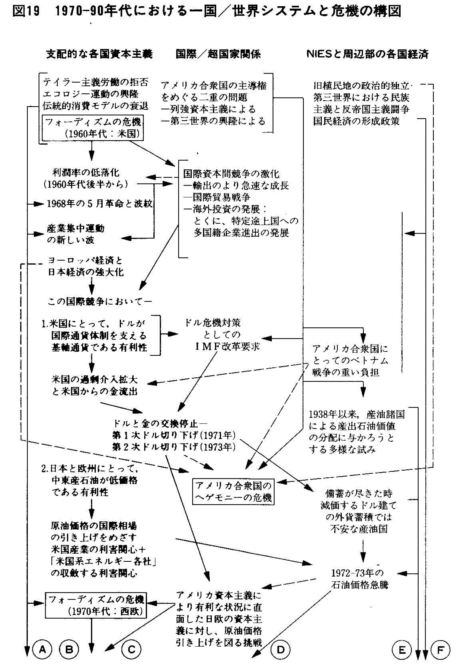 図19 1970-90年代における一国/世界システムと危機の構図
支配的な各国資本主義
国際/超国家関係
NIESと周辺部の各国経済
テイラー主義労働の拒否
エコロジー運動の興隆
伝統的消費モデルの衰退
フォーディズムの危機
(1960年代:米国)
利潤率の低落化
(1960年代後半から)
1968年の5月革命と波紋
産業集中運動
の新しい波
ヨーロッパ経済と
日本経済の強大化
この国際競争において―
1.米国にとって,ドルが
国際通貨体制を支える
基軸通貨である有利性
米国の過剰介入拡大
と米国からの金流出
2.日本と欧州にとって,
中東産石油が低価格
である有利性
原油価格の国際相場
の引き上げをめざす
米国産業の利害関心+
「米国系エネルギー各社」
の収斂する利害関心
フォーディズムの危機
(1970年代:西欧)
アメリカ合衆国の主導権
をめぐる二重の問題
―列強資本主義による
―第三世界の興隆による
国際資本間競争の激化
―輸出のより急速な成長
―国際貿易戦争
―海外投資の発展:
とくに,特定途上国への
多国籍企業進出の発展
ドル危機対策
としての
IMF改革要求
ドルと金の交換停止―
第1次ドル切り下げ(1971年)
第2次ドル切り下げ(1973年)
アメリカ合衆国の
ヘゲモニーの危機
アメリカ資本主義に
より有利な状況に直
面した日欧の資本主
義に対し,原油価格
引き上げを図る挑戦
旧植民地の政治的独立―
第三世界における民族
主義と反帝国主義闘争
国民経済の形成政策
アメリカ合衆国に
とってのベトナム
戦争の重い負担
1938年以来,産油諸国
による産出石油価値
の分配に与かろうと
する多様な試み
備蓄が尽きた時
減価するドル建て
の外貨蓄積では
不安な産油国
1972-73年の
石油価格急騰
A B C D E F